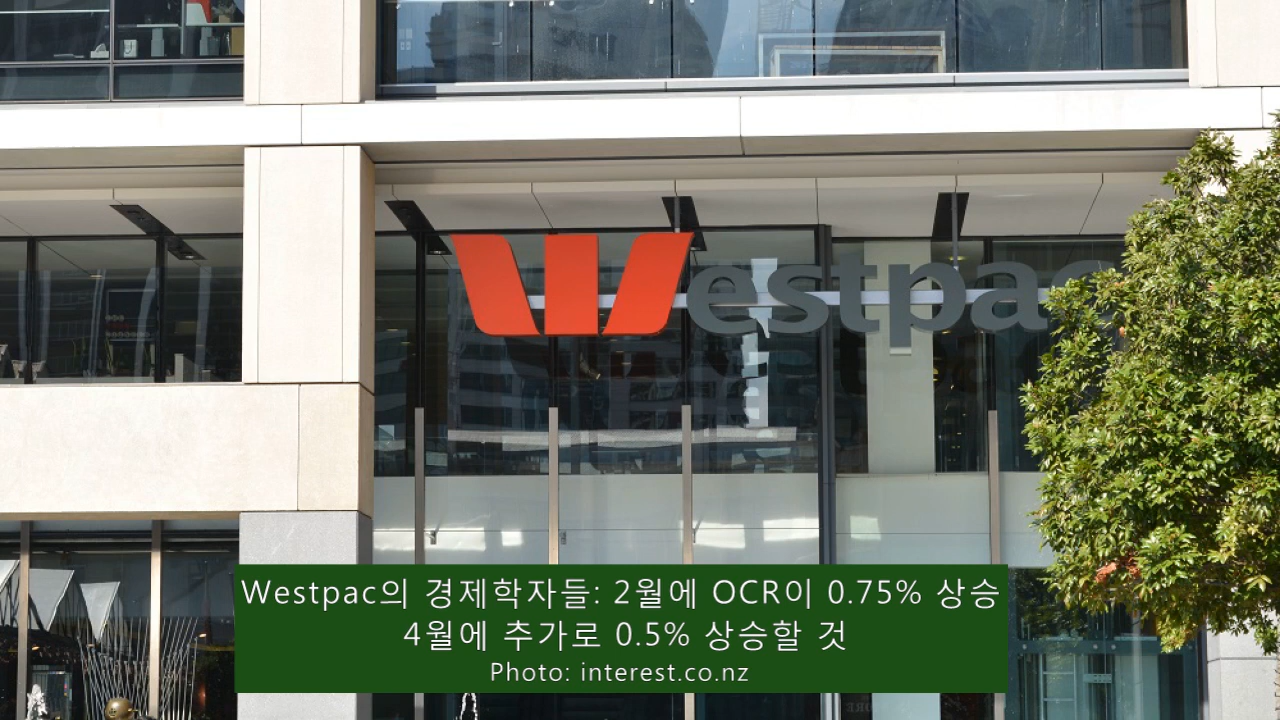 Westpac
Westpac의 경제학자들: 2월에 OCR이 0.75% 상승
4월에 추가로 0.5% 상승할 것
Photo: interest.co.nz